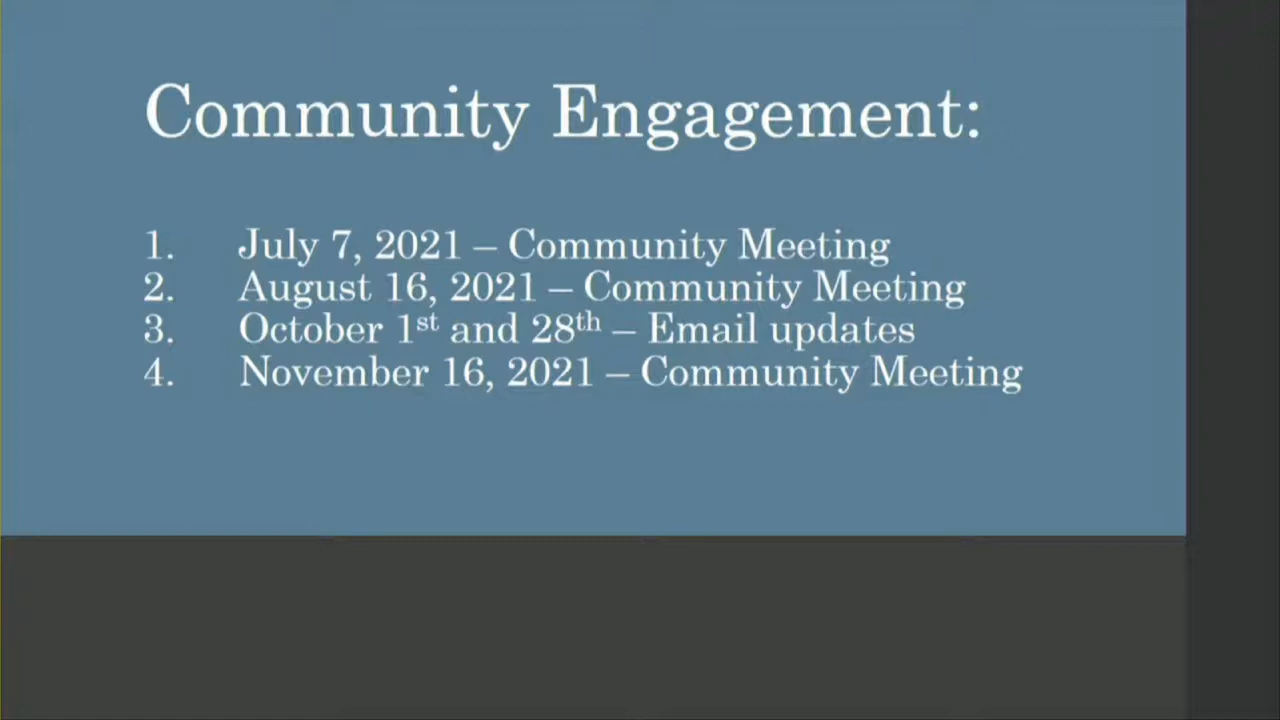 Community Engagement:
1. July 7, 2021 – Community Meeting
2. August 16, 2021 – Community Meeting
3. October 1st and 28th – Email updates
4. November 16, 2021 – Community Meeting